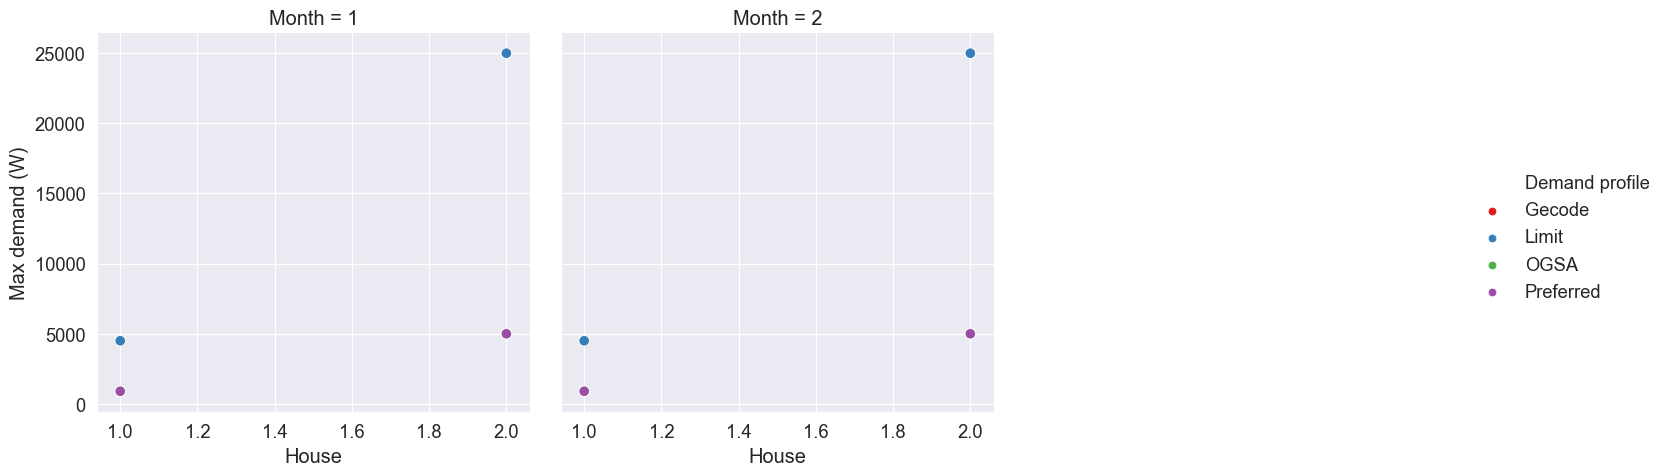 Month = 1
Month = 2
Max demand (W)
25000
20000
15000
10000
5000
0
1.0 1.2 1.4 1.6 1.8 2.0
House
1.0 1.2 1.4 1.6 1.8 2.0
House
Demand profile
Gecode
Limit
OGSA
Preferred